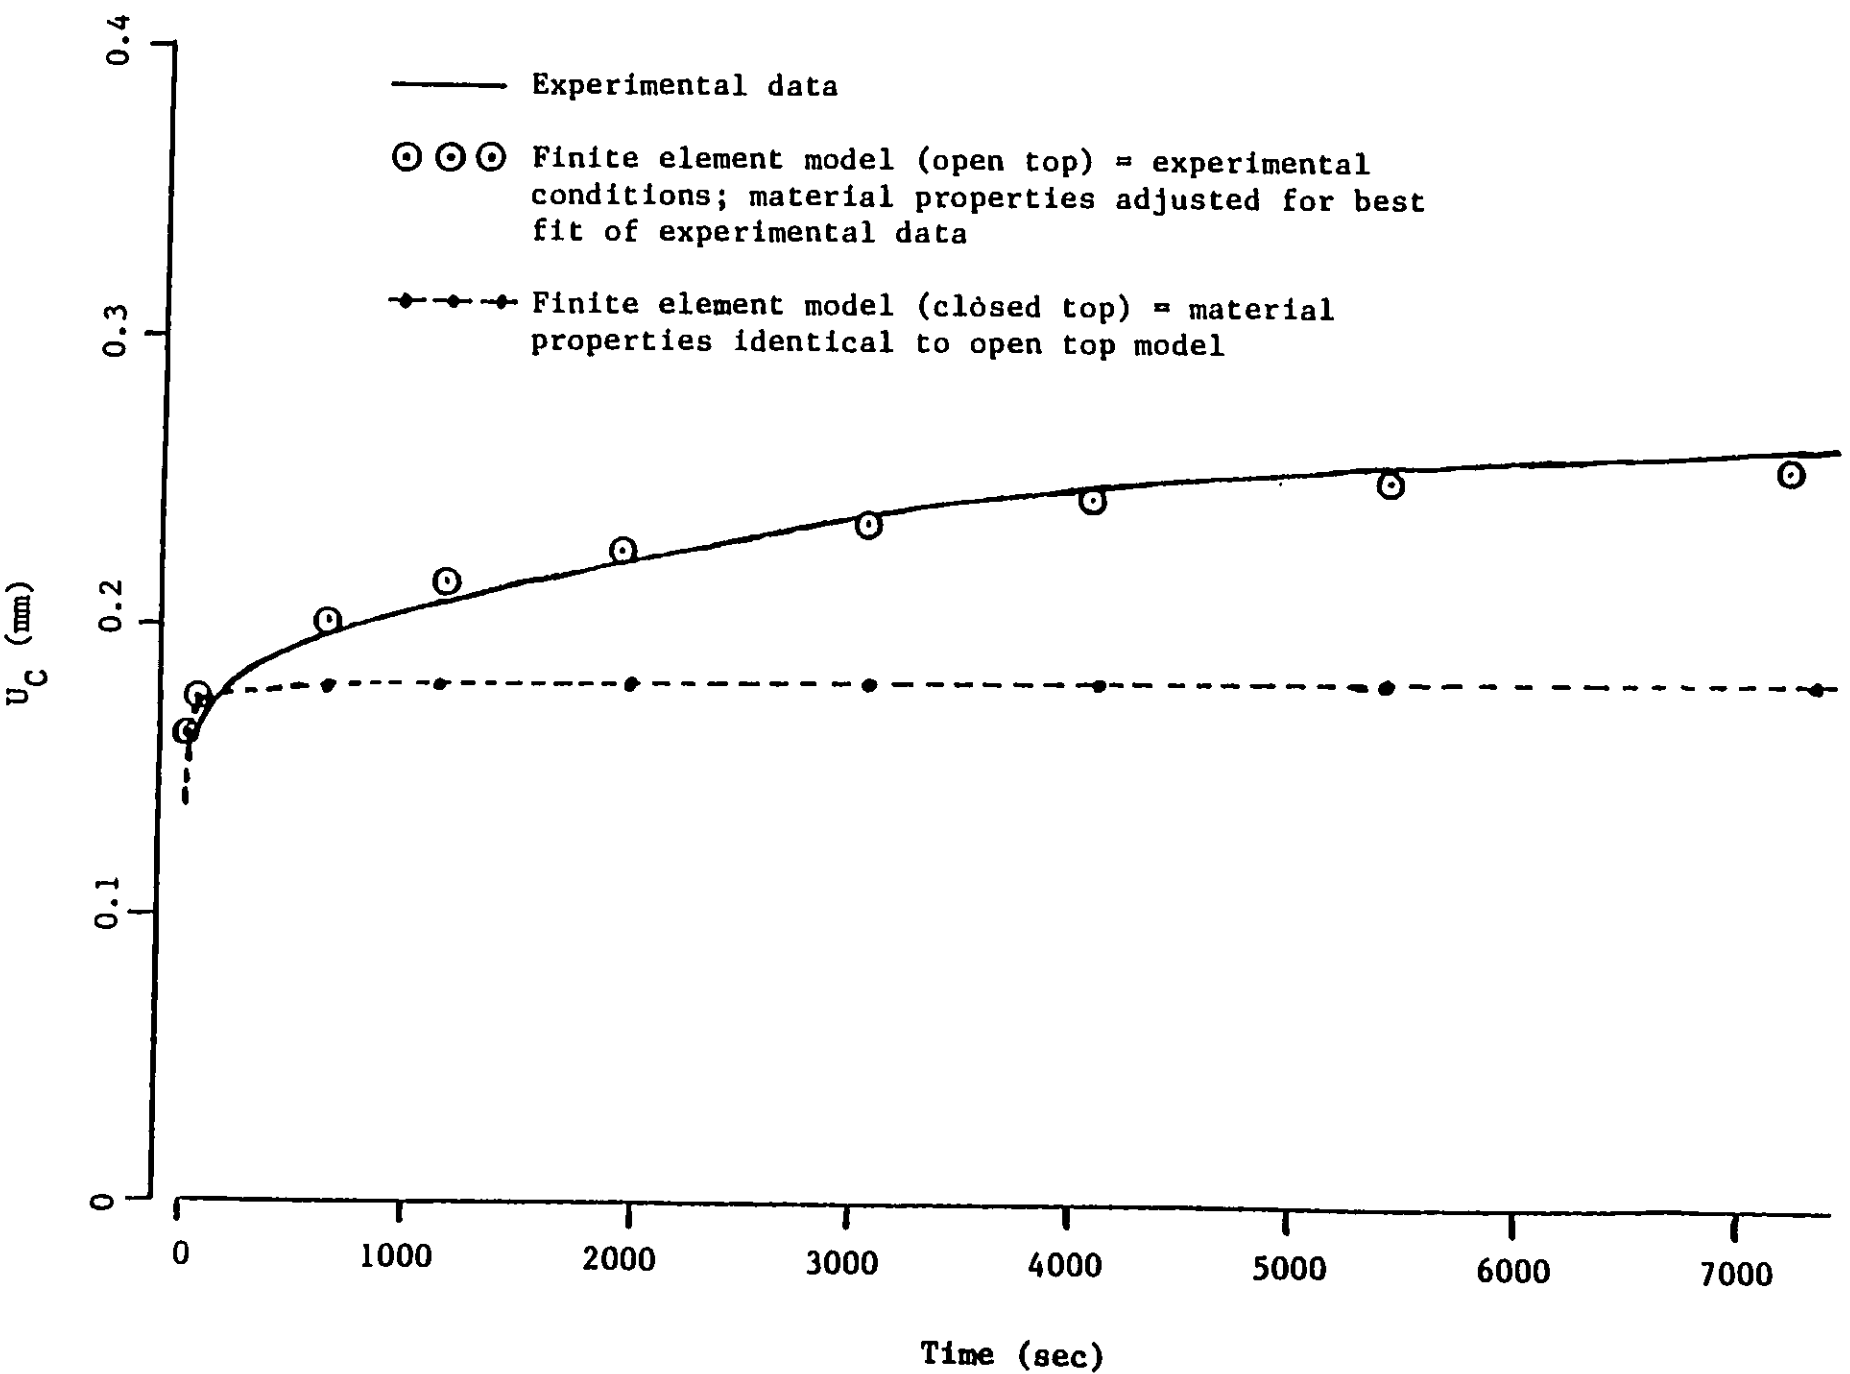 0.4
Experimental data
Finite element model (open top) = experimental
conditions; material properties adjusted for best
fit of experimental data
Finite element model (closed top) = material
properties identical to open top model
0.3
0.2
0.1
0
U_C (mm)
0 1000 2000 3000 4000 5000 6000 7000
Time (sec)